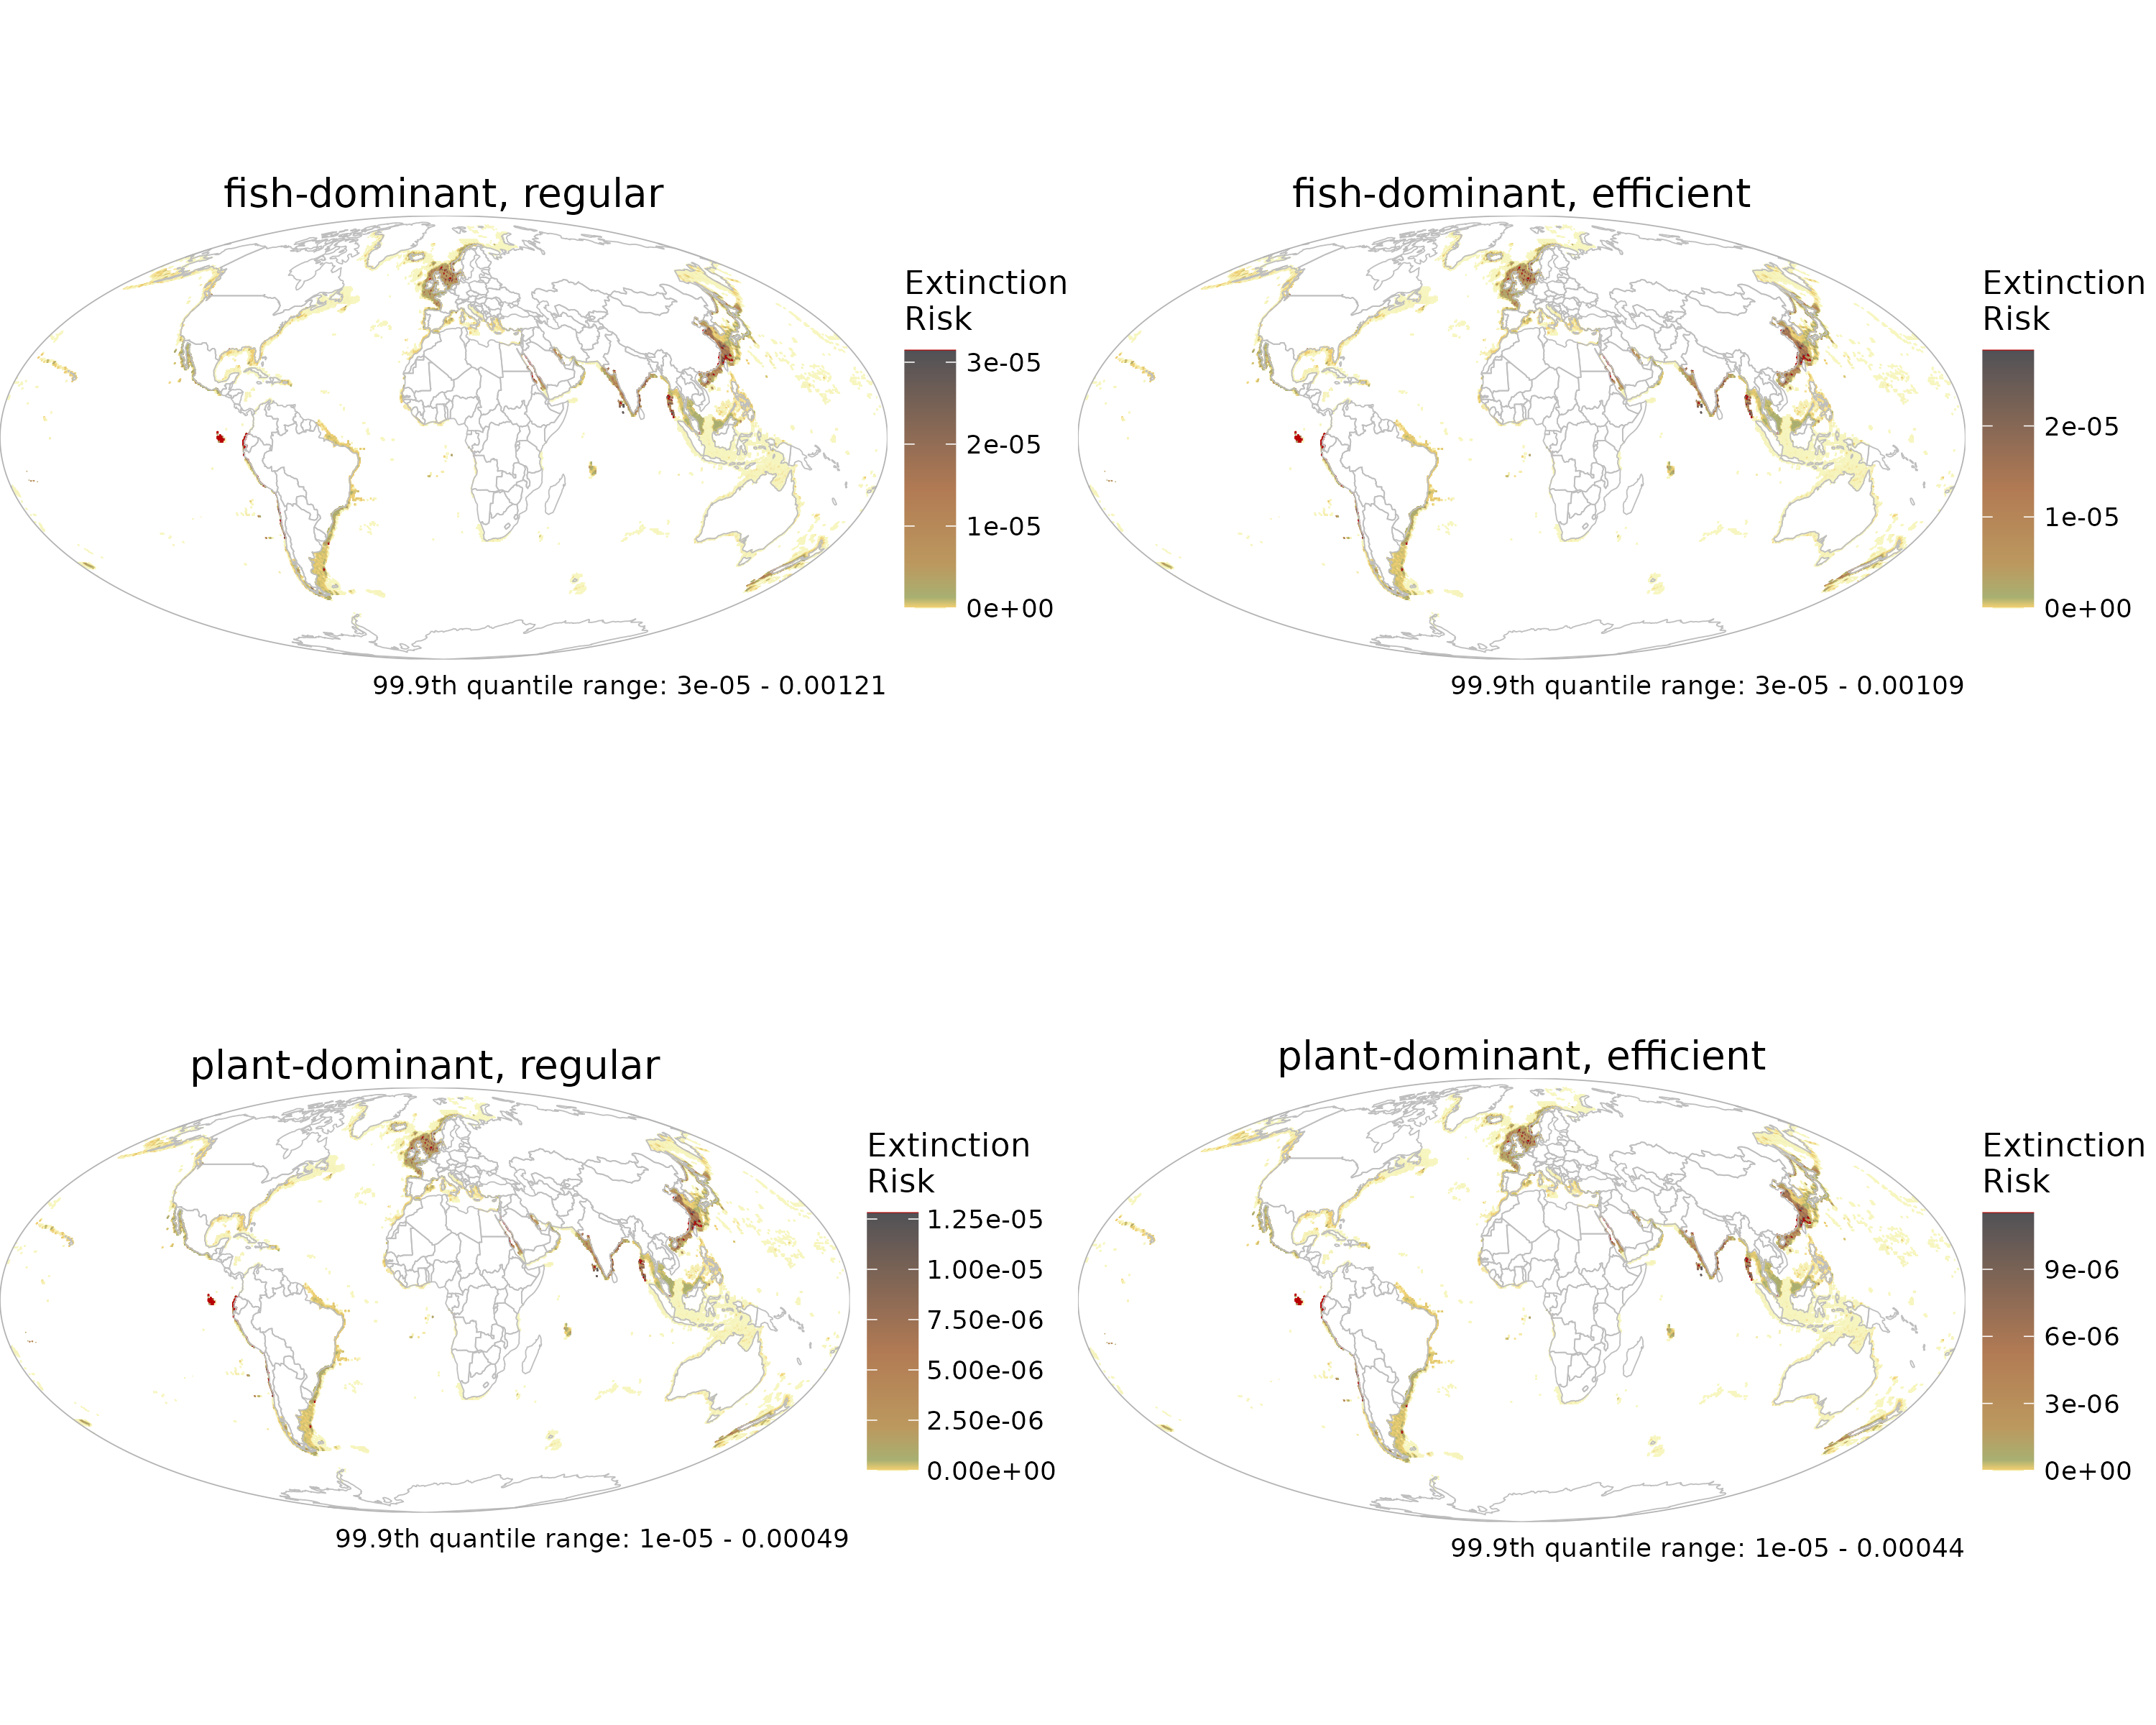 fish-dominant, regular
Extinction
Risk
3e-05
2e-05
1e-05
0e+00
99.9th quantile range: 3e-05 - 0.00121
fish-dominant, efficient
Extinction
Risk
2e-05
1e-05
0e+00
99.9th quantile range: 3e-05 - 0.00109
plant-dominant, regular
Extinction
Risk
1.25e-05
1.00e-05
7.50e-06
5.00e-06
2.50e-06
0.00e+00
99.9th quantile range: 1e-05 - 0.00049
plant-dominant, efficient
Extinction
Risk
9e-06
6e-06
3e-06
0e+00
99.9th quantile range: 1e-05 - 0.00044